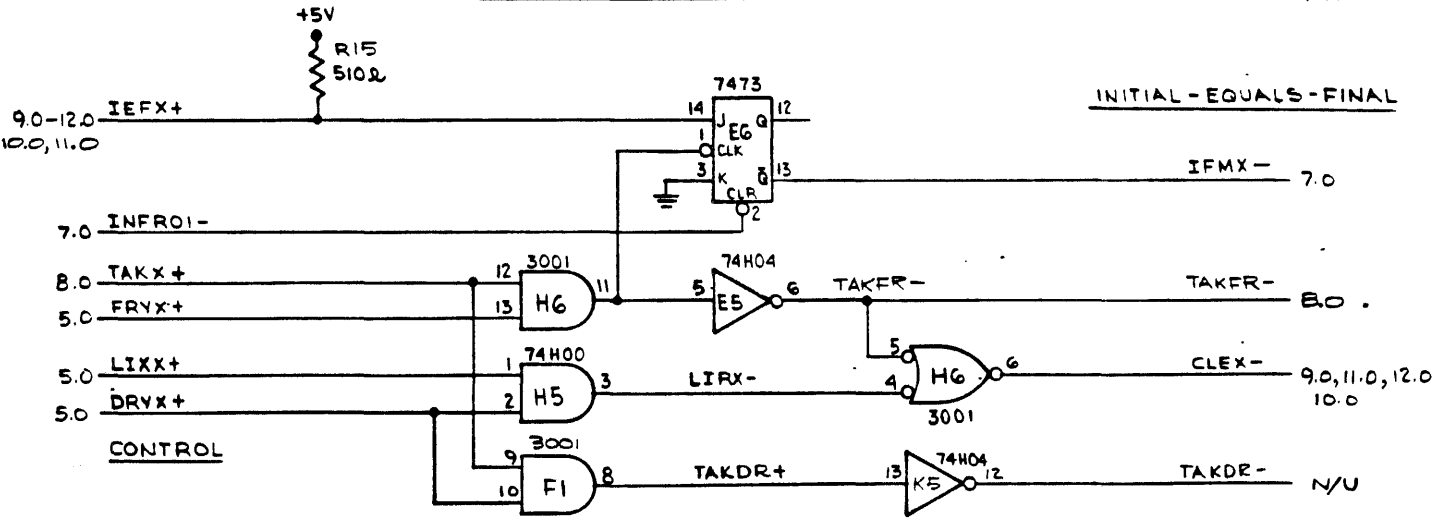 +5V
R15
510Ω
7473
INITIAL-EQUALS-FINAL
9.0-12.0 IEFX+ 14 J Q 12
10.0, 11.0
E6
1 CLK
3 K Q̄ 13 IFMX- 7.0
CLR
2
7.0 INFR01-
3001 74H04
8.0 TAKX+ 12 H6 11 5 E5 6 TAKFR- TAKFR- 8.0
5.0 FRYX+ 13
74H00
5.0 LIXX+ 1 H5 3 LIRX- 5 4 H6 6 CLEX- 9.0, 11.0, 12.0
10.0
5.0 DRYX+ 2
3001
CONTROL
3001 74H04
9 10 F1 8 TAKDR+ 13 K5 12 TAKDR- N/U